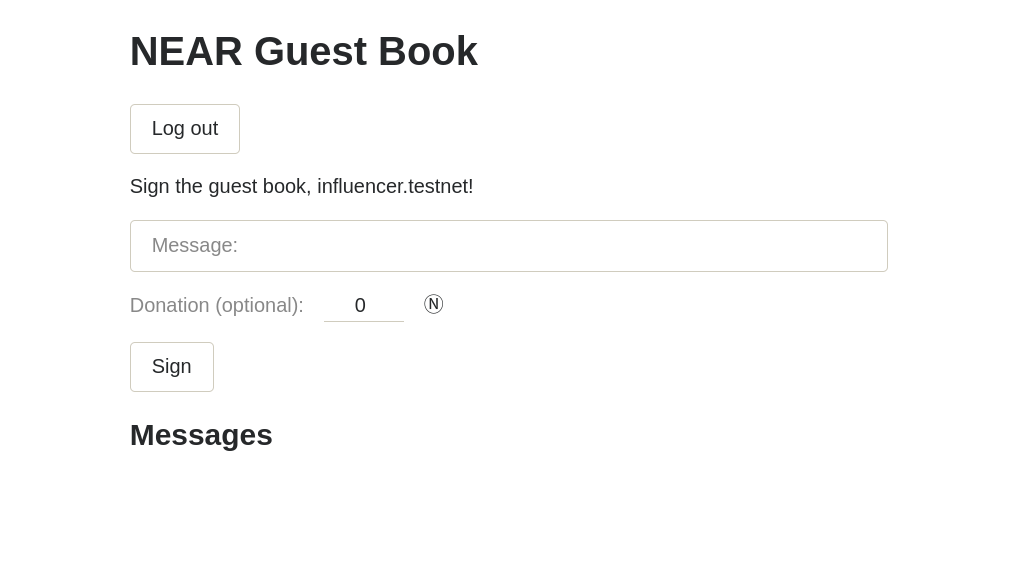 NEAR Guest Book
Log out
Sign the guest book, influencer.testnet!
Message:
Donation (optional): 0 Ⓝ
Sign
Messages